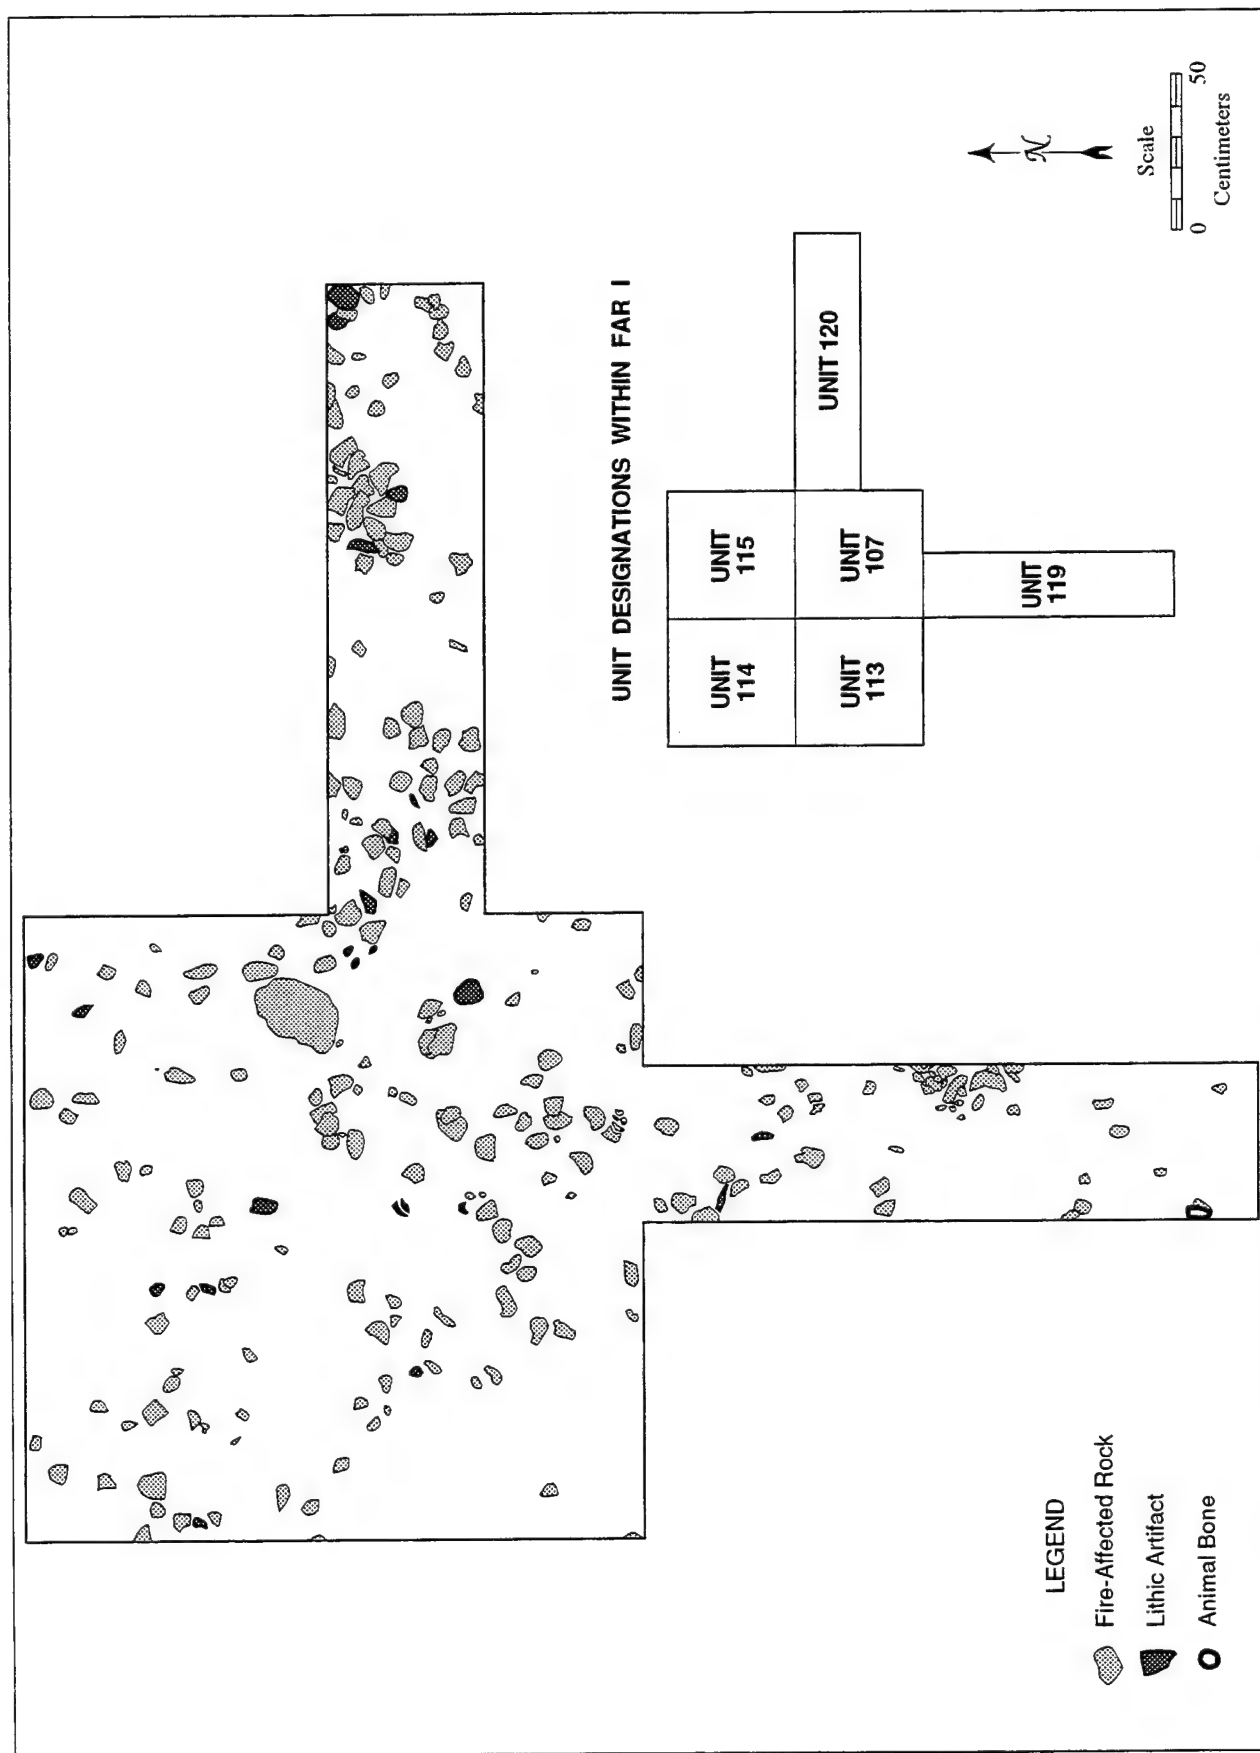 UNIT DESIGNATIONS WITHIN FAR I
UNIT
114
UNIT
115
UNIT
113
UNIT
107
UNIT 120
UNIT
119
LEGEND
Fire-Affected Rock
Lithic Artifact
Animal Bone
N
Scale
0 50
Centimeters